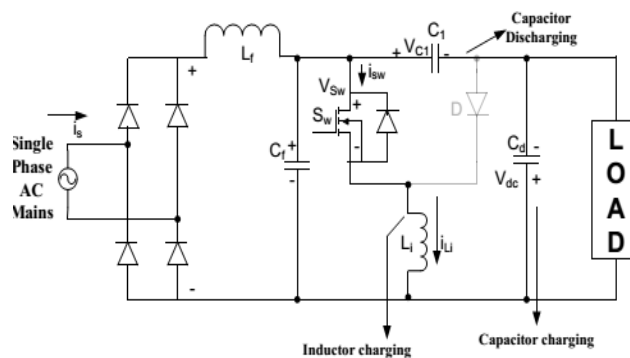 Capacitor
Discharging
L_f
+ V_C1 -
C_1
i_sw
V_Sw
+
S_w
-
D
+
i_s
Single
Phase
AC
Mains
C_f
+
-
C_d
-
+
V_dc
L
O
A
D
L_i
i_Li
-
Inductor charging
Capacitor charging